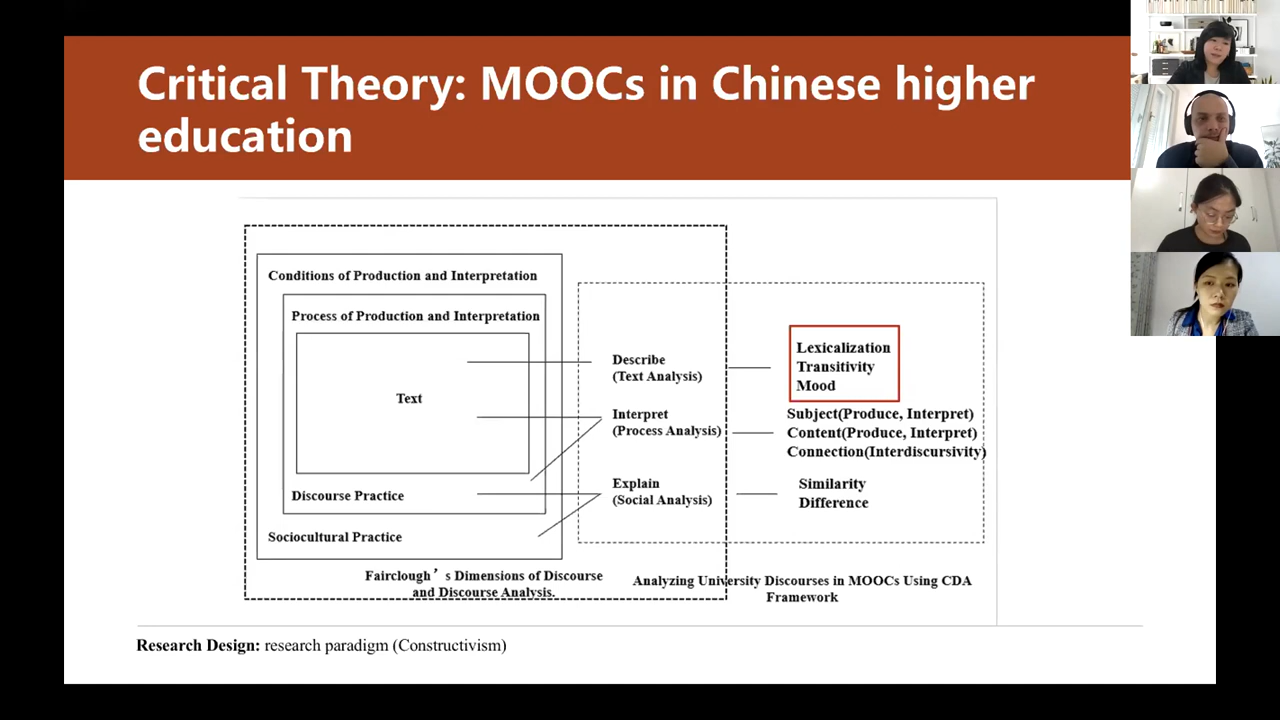 Critical Theory: MOOCs in Chinese higher
education
Conditions of Production and Interpretation
Process of Production and Interpretation
Text
Discourse Practice
Sociocultural Practice
Describe
(Text Analysis)
Interpret
(Process Analysis)
Explain
(Social Analysis)
Lexicalization
Transitivity
Mood
Subject(Produce, Interpret)
Content(Produce, Interpret)
Connection(Interdiscursivity)
Similarity
Difference
Fairclough’s Dimensions of Discourse
and Discourse Analysis.
Analyzing University Discourses in MOOCs Using CDA
Framework
Research Design: research paradigm (Constructivism)